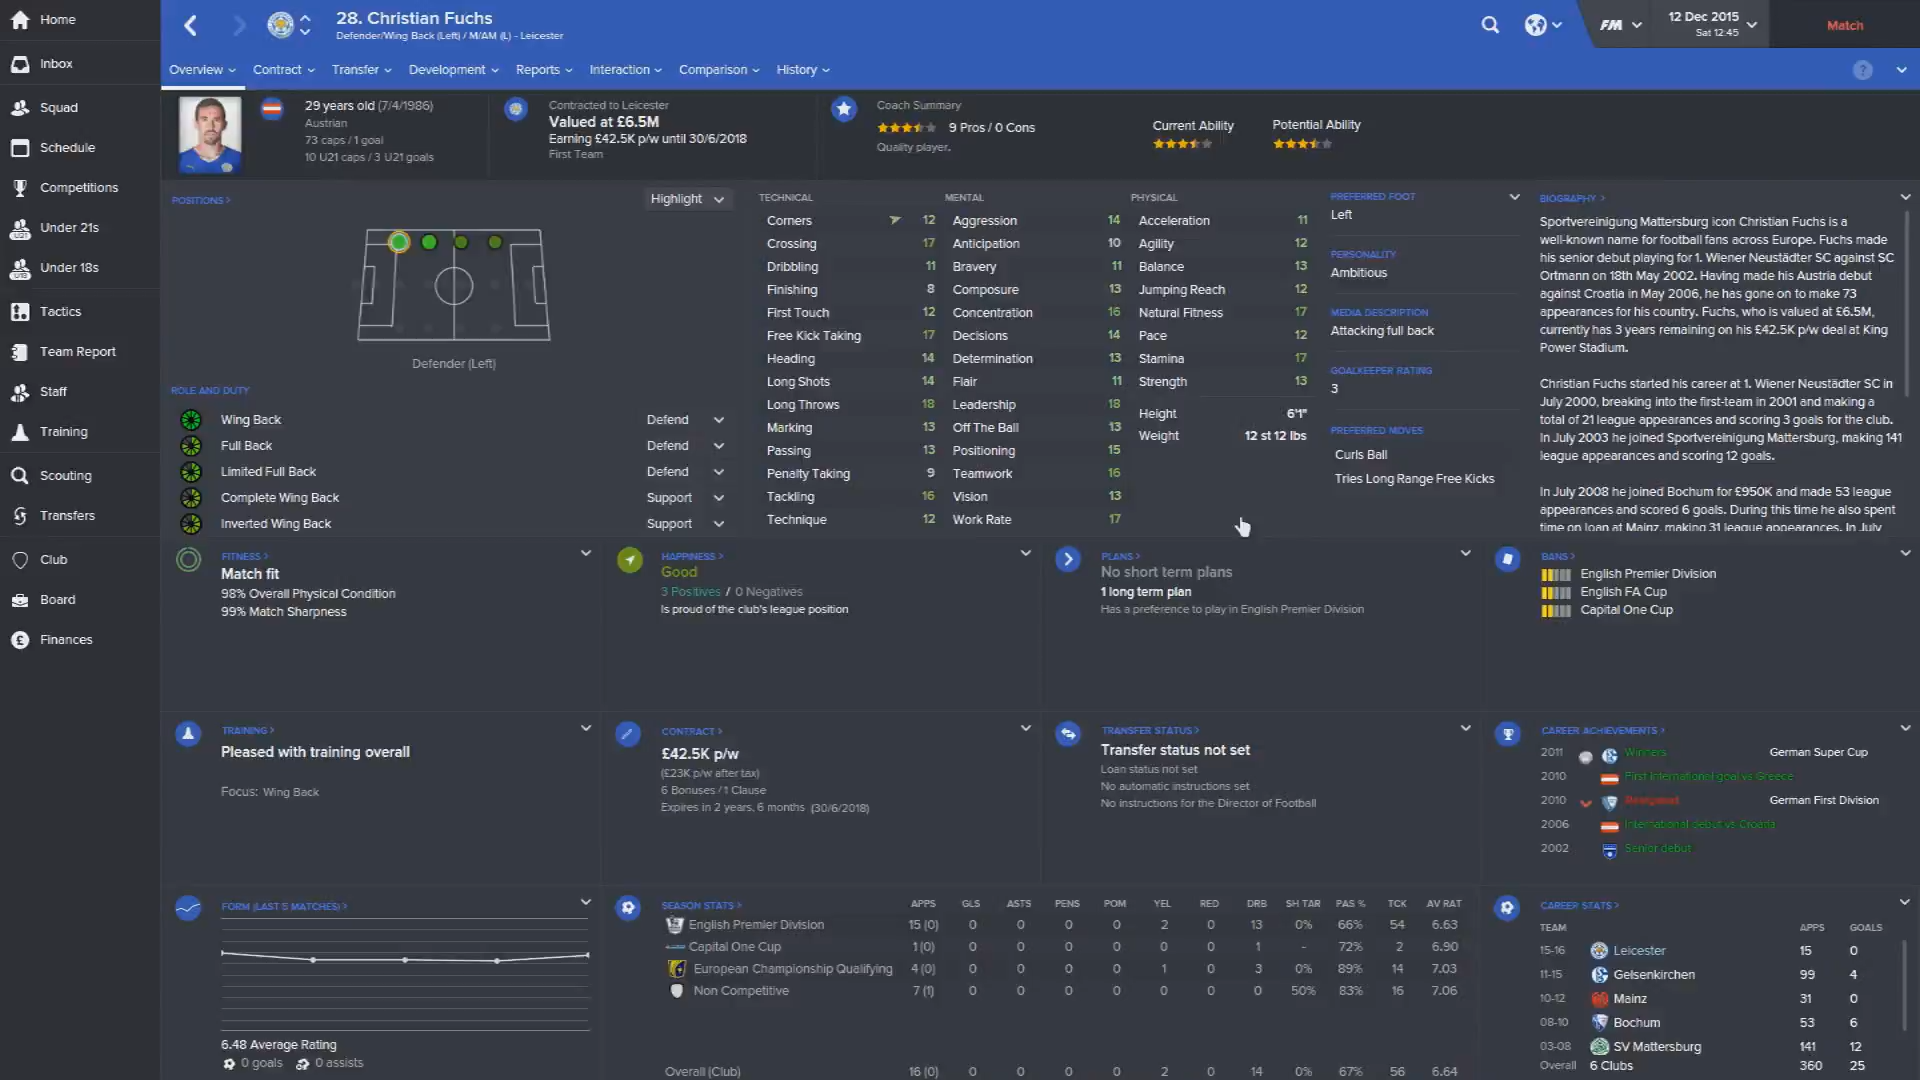 Home
Inbox
Squad
Schedule
Competitions
Under 21s
Under 18s
Tactics
Team Report
Staff
Training
Scouting
Transfers
Club
Board
Finances
28. Christian Fuchs
Defender/Wing Back (Left) / M/AM (L) - Leicester
FM
12 Dec 2015
Sat 12:45
Match
Overview
Contract
Transfer
Development
Reports
Interaction
Comparison
History
?
29 years old (7/4/1986)
Austrian
73 caps / 1 goal
10 U21 caps / 3 U21 goals
Contracted to Leicester
Valued at £6.5M
Earning £42.5K p/w until 30/6/2018
First Team
Coach Summary
9 Pros / 0 Cons
Quality player.
Current Ability
Potential Ability
POSITIONS >
Highlight
Defender (Left)
ROLE AND DUTY
Wing Back Defend
Full Back Defend
Limited Full Back Defend
Complete Wing Back Support
Inverted Wing Back Support
TECHNICAL
Corners 12
Crossing 17
Dribbling 11
Finishing 8
First Touch 12
Free Kick Taking 17
Heading 14
Long Shots 14
Long Throws 18
Marking 13
Passing 13
Penalty Taking 9
Tackling 16
Technique 12
MENTAL
Aggression 14
Anticipation 10
Bravery 11
Composure 13
Concentration 16
Decisions 14
Determination 13
Flair 11
Leadership 18
Off The Ball 13
Positioning 15
Teamwork 16
Vision 13
Work Rate 17
PHYSICAL
Acceleration 11
Agility 12
Balance 13
Jumping Reach 12
Natural Fitness 17
Pace 12
Stamina 17
Strength 13
Height 6'1"
Weight 12 st 12 lbs
PREFERRED FOOT
Left
PERSONALITY
Ambitious
MEDIA DESCRIPTION
Attacking full back
GOALKEEPER RATING
3
PREFERRED MOVES
Curls Ball
Tries Long Range Free Kicks
BIOGRAPHY >
Sportvereinigung Mattersburg icon Christian Fuchs is a
well-known name for football fans across Europe. Fuchs made
his senior debut playing for 1. Wiener Neustädter SC against SC
Ortmann on 18th May 2002. Having made his Austria debut
against Croatia in May 2006, he has gone on to make 73
appearances for his country. Fuchs, who is valued at £6.5M,
currently has 3 years remaining on his £42.5K p/w deal at King
Power Stadium.
Christian Fuchs started his career at 1. Wiener Neustädter SC in
July 2000, breaking into the first-team in 2001 and making a
total of 21 league appearances and scoring 3 goals for the club.
In July 2003 he joined Sportvereinigung Mattersburg, making 141
league appearances and scoring 12 goals.
In July 2008 he joined Bochum for £950K and made 53 league
appearances and scored 6 goals. During this time he also spent
time on loan at Mainz, making 31 league appearances. In July
FITNESS >
Match fit
98% Overall Physical Condition
99% Match Sharpness
HAPPINESS >
Good
3 Positives / 0 Negatives
Is proud of the club's league position
PLANS >
No short term plans
1 long term plan
Has a preference to play in English Premier Division
BANS >
English Premier Division
English FA Cup
Capital One Cup
TRAINING >
Pleased with training overall
Focus: Wing Back
CONTRACT >
£42.5K p/w
(£23K p/w after tax)
6 Bonuses / 1 Clause
Expires in 2 years, 6 months (30/6/2018)
TRANSFER STATUS >
Transfer status not set
Loan status not set
No automatic instructions set
No instructions for the Director of Football
CAREER ACHIEVEMENTS >
2011 Winners German Super Cup
2010 First International goal vs Greece
2010 Relegated German First Division
2006 International debut vs Croatia
2002 Senior debut
FORM (LAST 5 MATCHES) >
6.48 Average Rating
0 goals 0 assists
SEASON STATS > APPS GLS ASTS PENS POM YEL RED DRB SH TAR PAS % TCK AV RAT
English Premier Division 15 (0) 0 0 0 0 2 0 13 0% 66% 54 6.63
Capital One Cup 1 (0) 0 0 0 0 0 0 1 - 72% 2 6.90
European Championship Qualifying 4 (0) 0 0 0 0 1 0 3 0% 89% 14 7.03
Non Competitive 7 (1) 0 0 0 0 0 0 0 50% 83% 16 7.06
Overall (Club) 16 (0) 0 0 0 0 2 0 14 0% 67% 56 6.64
CAREER STATS >
TEAM APPS GOALS
15-16 Leicester 15 0
11-15 Gelsenkirchen 99 4
10-12 Mainz 31 0
08-10 Bochum 53 6
03-08 SV Mattersburg 141 12
Overall 6 Clubs 360 25